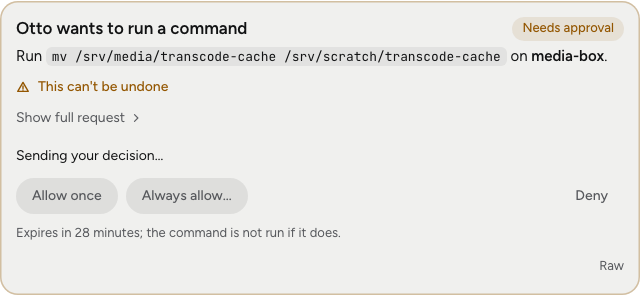 Otto wants to run a command
Needs approval
Run mv /srv/media/transcode-cache /srv/scratch/transcode-cache on media-box.
This can't be undone
Show full request
Sending your decision...
Allow once
Always allow...
Deny
Expires in 28 minutes; the command is not run if it does.
Raw